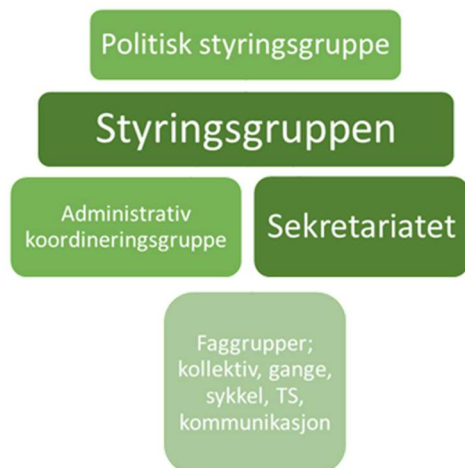 Politisk styringsgruppe
Styringsgruppen
Administrativ
koordineringsgruppe
Sekretariatet
Faggrupper;
kollektiv, gange,
sykkel, TS,
kommunikasjon